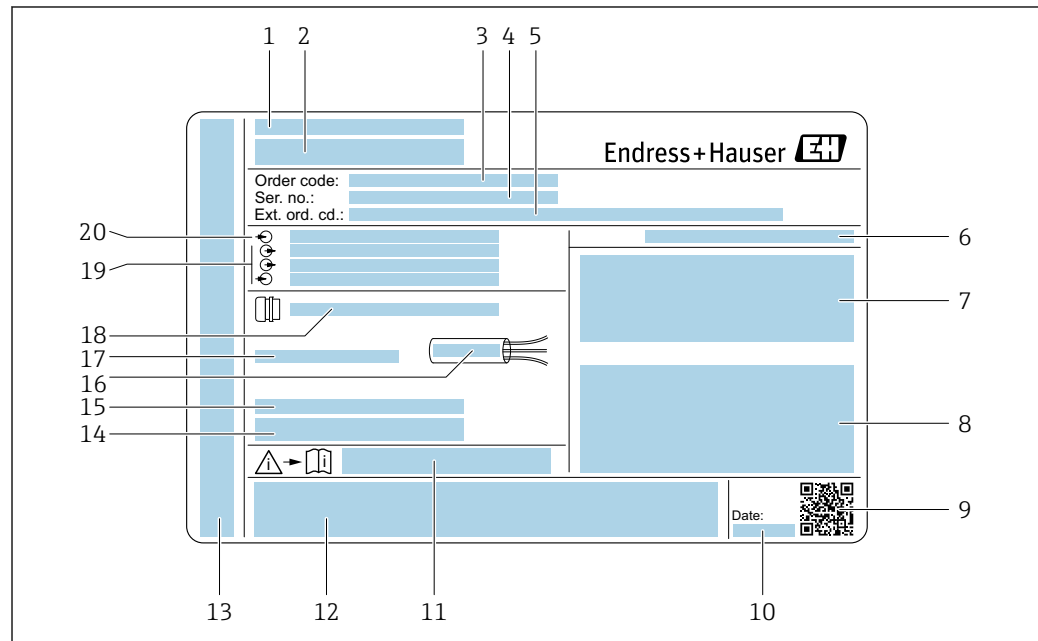 1 2 3 4 5
Endress+Hauser EH
Order code:
Ser. no.:
Ext. ord. cd.:
20
6
19
7
18
17
16
15
14
8
i i
Date:
9
13 12 11 10